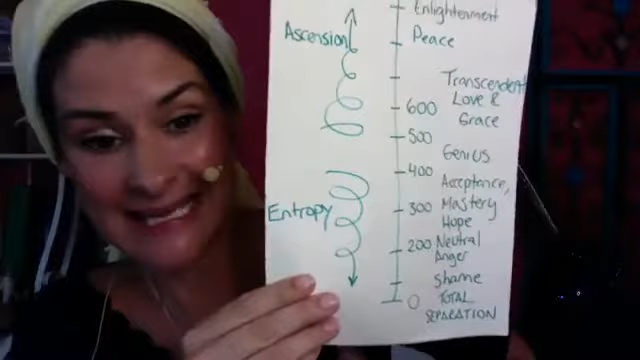 Enlightenment
Ascension
Peace
Transcendent
Love &
600
Grace
500
Genius
400
Acceptance,
Entropy
300 Mastery
Hope
200 Neutral
Anger
shame
0 TOTAL
SEPARATION